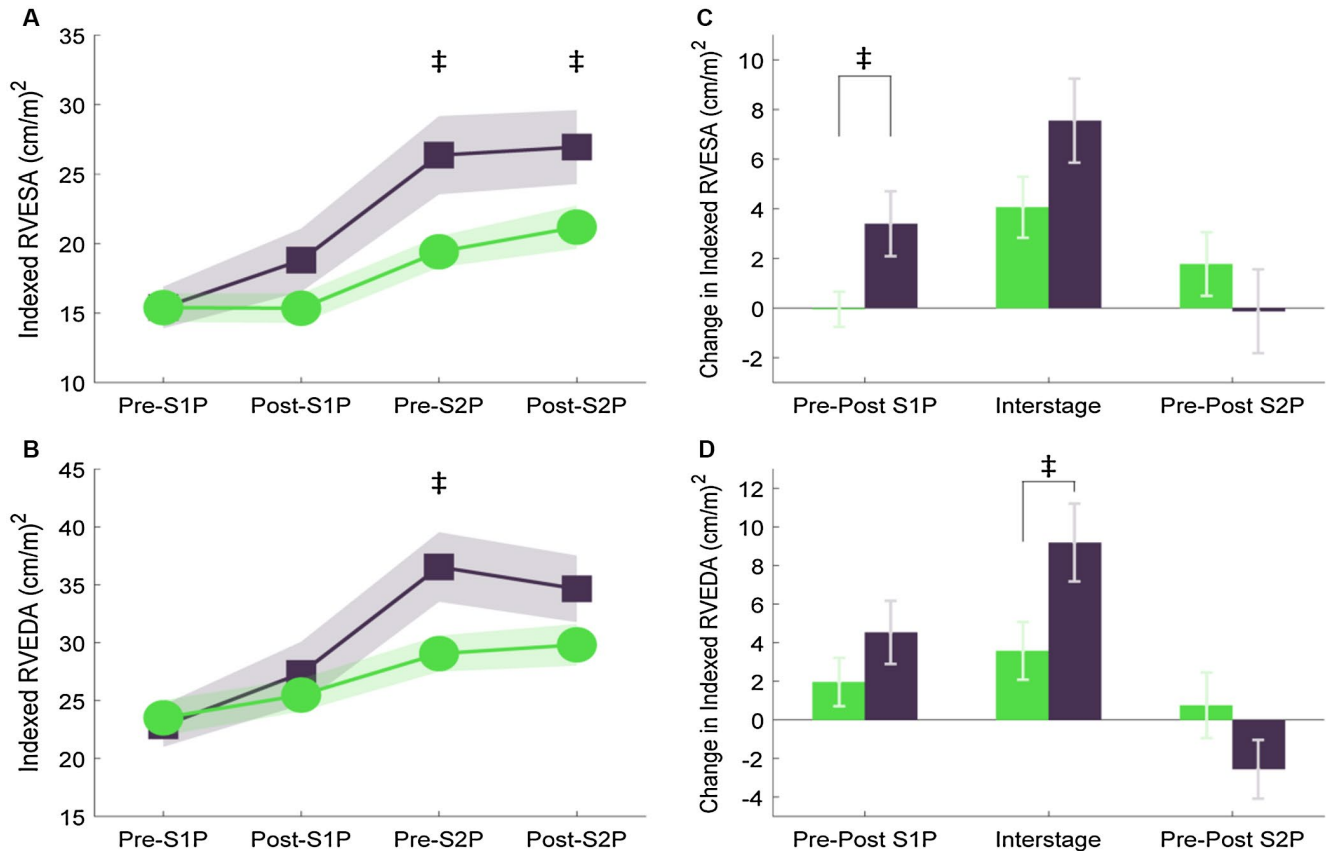 A
Indexed RVESA (cm/m)²
35
30
25
20
15
10
‡
‡
Pre-S1P
Post-S1P
Pre-S2P
Post-S2P
C
Change in Indexed RVESA (cm/m)²
10
8
6
4
2
0
-2
‡
Pre-Post S1P
Interstage
Pre-Post S2P
B
Indexed RVEDA (cm/m)²
45
40
35
30
25
20
15
‡
Pre-S1P
Post-S1P
Pre-S2P
Post-S2P
D
Change in Indexed RVEDA (cm/m)²
12
10
8
6
4
2
0
-2
-4
‡
Pre-Post S1P
Interstage
Pre-Post S2P